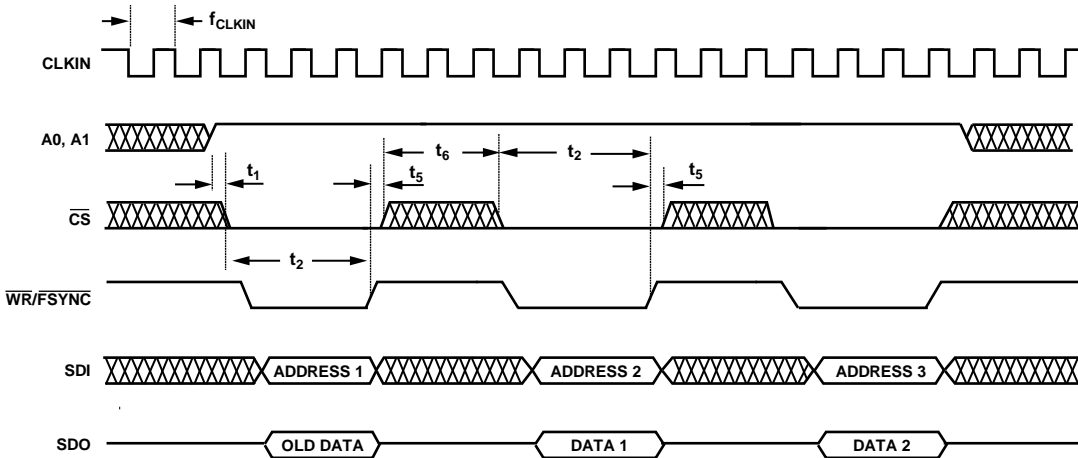 fCLKIN
CLKIN
A0, A1
t6
t2
t1
t5
t5
CS
t2
WR/FSYNC
SDI
ADDRESS 1
ADDRESS 2
ADDRESS 3
SDO
OLD DATA
DATA 1
DATA 2